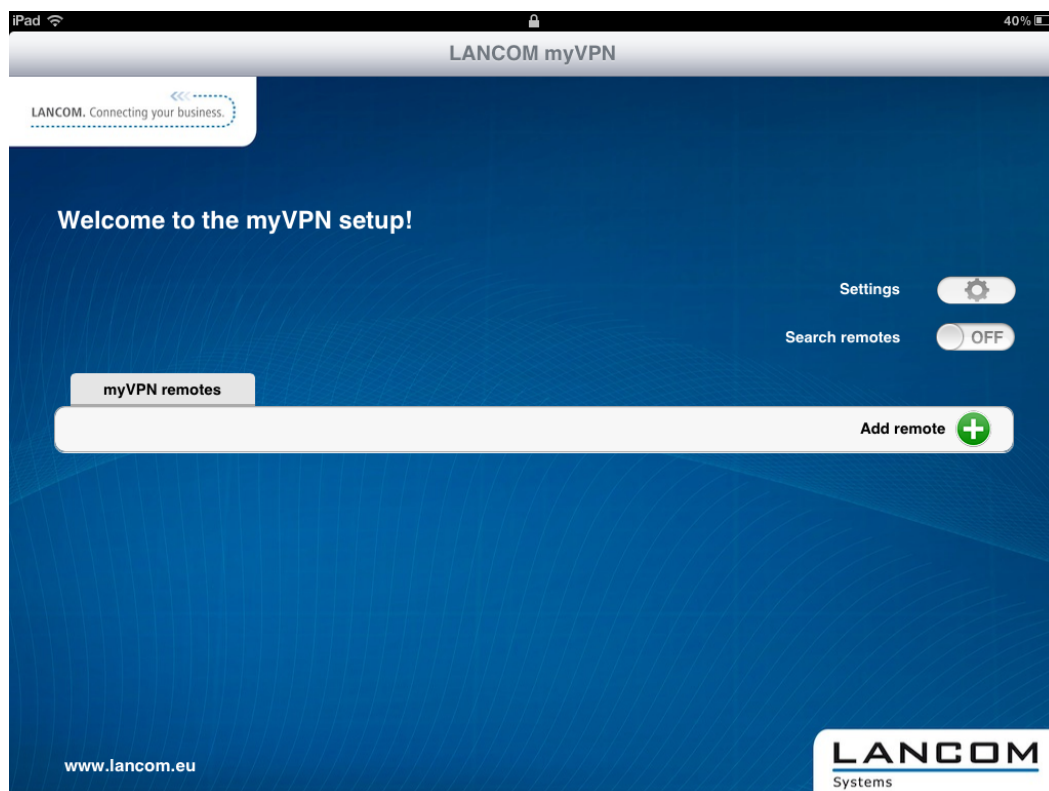 iPad 40%
LANCOM myVPN
LANCOM. Connecting your business.
Welcome to the myVPN setup!
Settings
Search remotes OFF
myVPN remotes
Add remote
www.lancom.eu
LANCOM
Systems